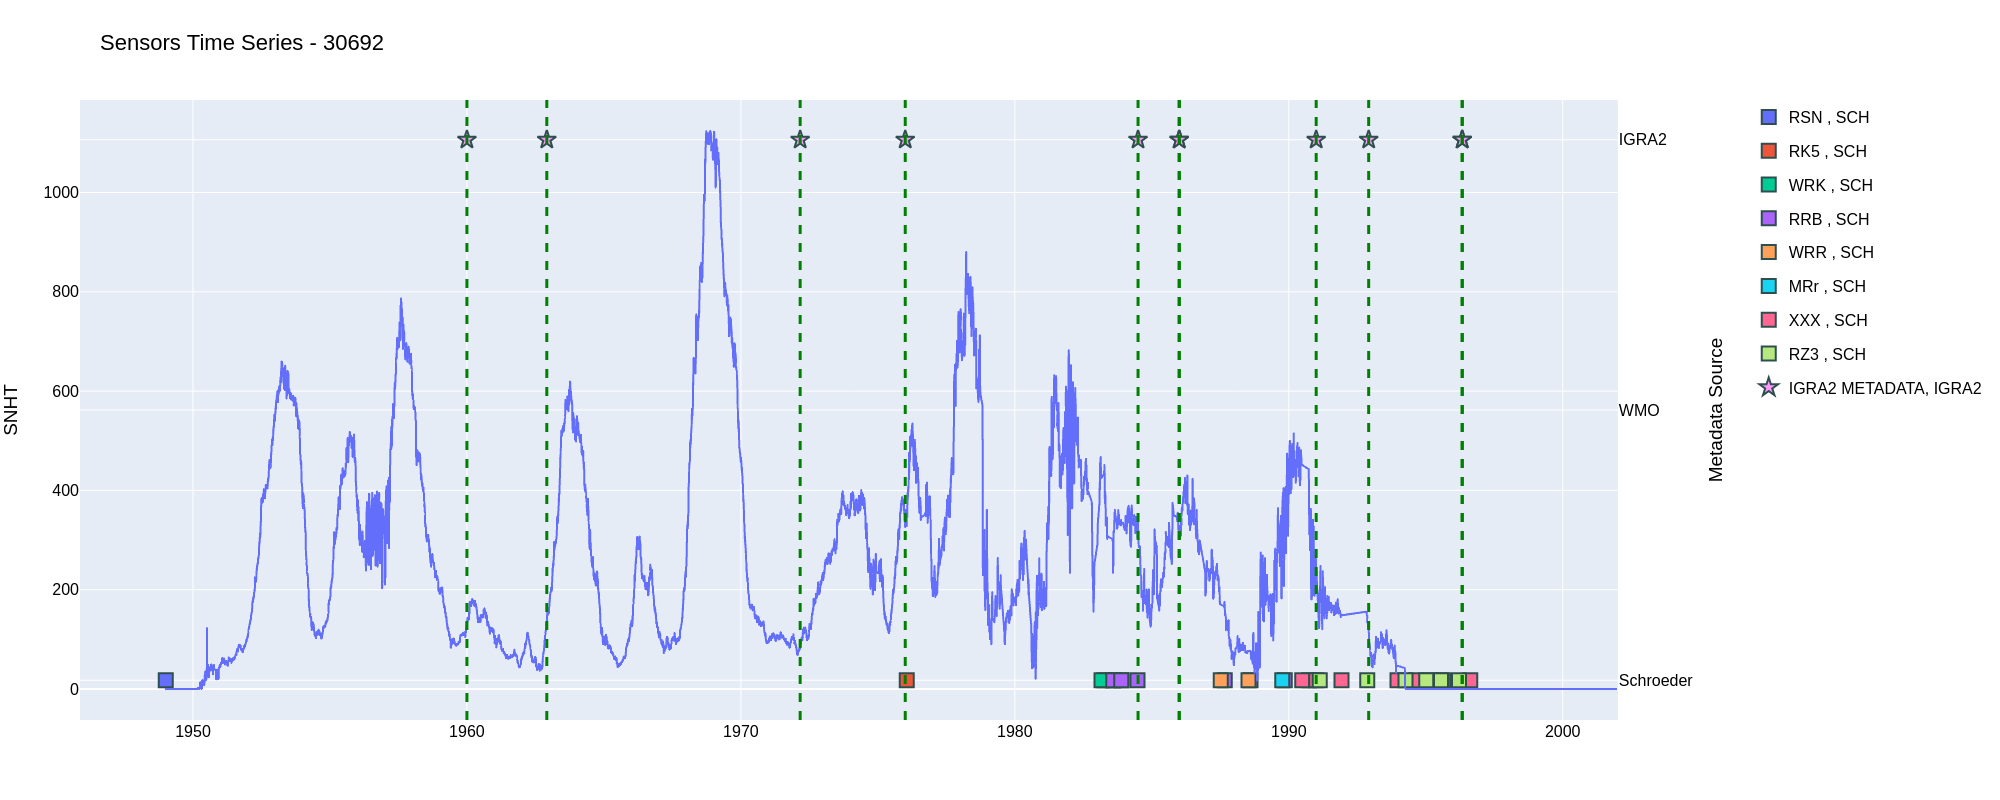 Sensors Time Series - 30692
SNHT
1000
800
600
400
200
0
1950
1960
1970
1980
1990
2000
IGRA2
WMO
Schroeder
Metadata Source
RSN , SCH
RK5 , SCH
WRK , SCH
RRB , SCH
WRR , SCH
MRr , SCH
XXX , SCH
RZ3 , SCH
IGRA2 METADATA, IGRA2